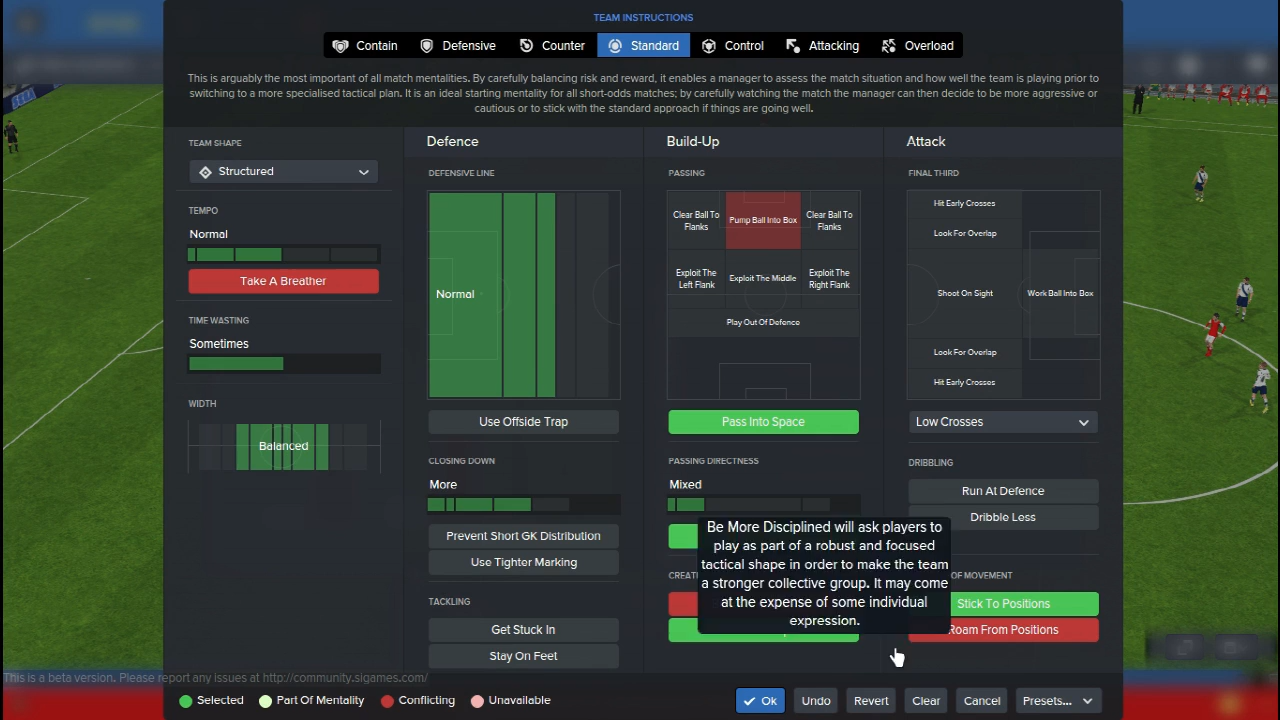 TEAM INSTRUCTIONS
Contain
Defensive
Counter
Standard
Control
Attacking
Overload
This is arguably the most important of all match mentalities. By carefully balancing risk and reward, it enables a manager to assess the match situation and how well the team is playing prior to
switching to a more specialised tactical plan. It is an ideal starting mentality for all short-odds matches; by carefully watching the match the manager can then decide to be more aggressive or
cautious or to stick with the standard approach if things are going well.
TEAM SHAPE
Structured
TEMPO
Normal
Take A Breather
TIME WASTING
Sometimes
WIDTH
Balanced
Defence
DEFENSIVE LINE
Normal
Use Offside Trap
CLOSING DOWN
More
Prevent Short GK Distribution
Use Tighter Marking
TACKLING
Get Stuck In
Stay On Feet
Build-Up
PASSING
Clear Ball To
Flanks
Pump Ball Into Box
Clear Ball To
Flanks
Exploit The
Left Flank
Exploit The Middle
Exploit The
Right Flank
Play Out Of Defence
Pass Into Space
PASSING DIRECTNESS
Mixed
Be More Disciplined will ask players to
play as part of a robust and focused
tactical shape in order to make the team
a stronger collective group. It may come
at the expense of some individual
expression.
Attack
FINAL THIRD
Hit Early Crosses
Look For Overlap
Shoot On Sight
Work Ball Into Box
Look For Overlap
Hit Early Crosses
Low Crosses
DRIBBLING
Run At Defence
Dribble Less
OF MOVEMENT
Stick To Positions
Roam From Positions
This is a beta version. Please report any issues at http://community.sigames.com/
Selected
Part Of Mentality
Conflicting
Unavailable
Ok
Undo
Revert
Clear
Cancel
Presets...